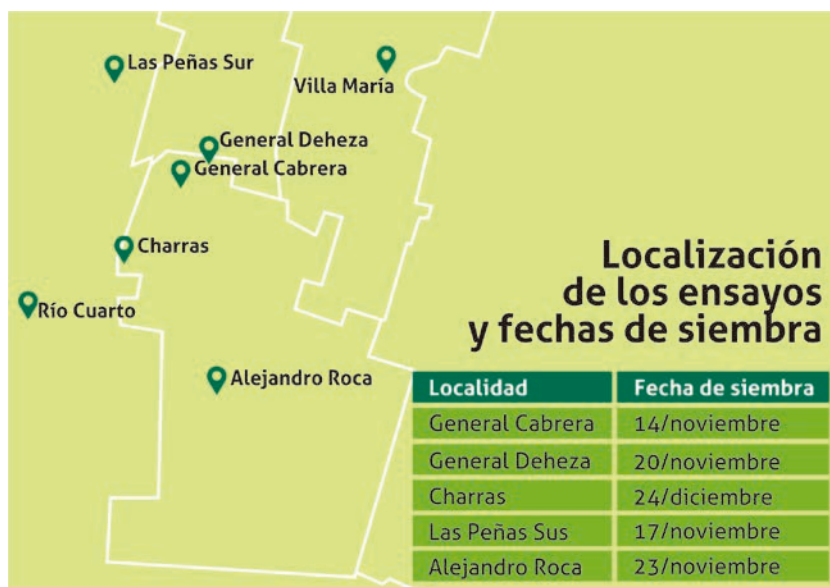 Las Peñas Sur
Villa María
General Deheza
General Cabrera
Charras
Río Cuarto
Alejandro Roca
Localización
de los ensayos
y fechas de siembra
Localidad Fecha de siembra
General Cabrera 14/noviembre
General Deheza 20/noviembre
Charras 24/diciembre
Las Peñas Sus 17/noviembre
Alejandro Roca 23/noviembre